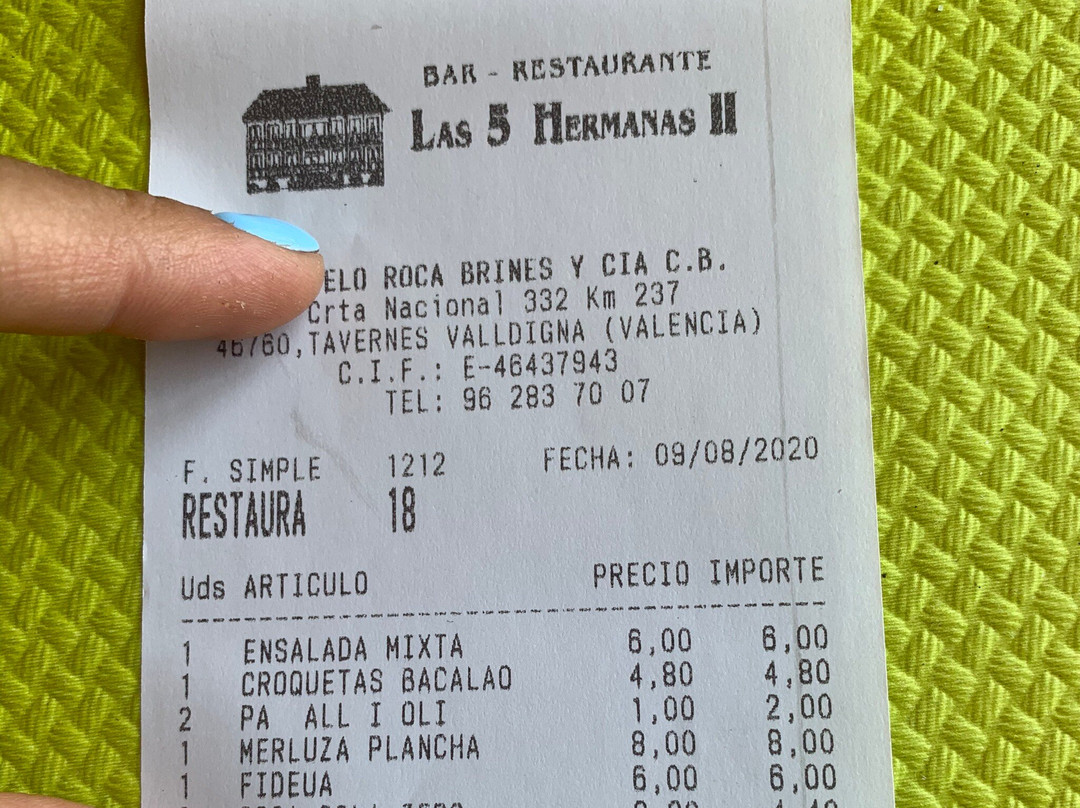 BAR - RESTAURANTE
LAS 5 HERMANAS II
ELO ROCA BRINES Y CIA C.B.
Crta Nacional 332 Km 237
46760,TAVERNES VALLDIGNA (VALENCIA)
C.I.F.: E-46437943
TEL: 96 283 70 07
F. SIMPLE 1212 FECHA: 09/08/2020
RESTAURA 18
Uds ARTICULO PRECIO IMPORTE
1 ENSALADA MIXTA 6,00 6,00
1 CROQUETAS BACALAO 4,80 4,80
2 PA ALL I OLI 1,00 2,00
1 MERLUZA PLANCHA 8,00 8,00
1 FIDEUA 6,00 6,00